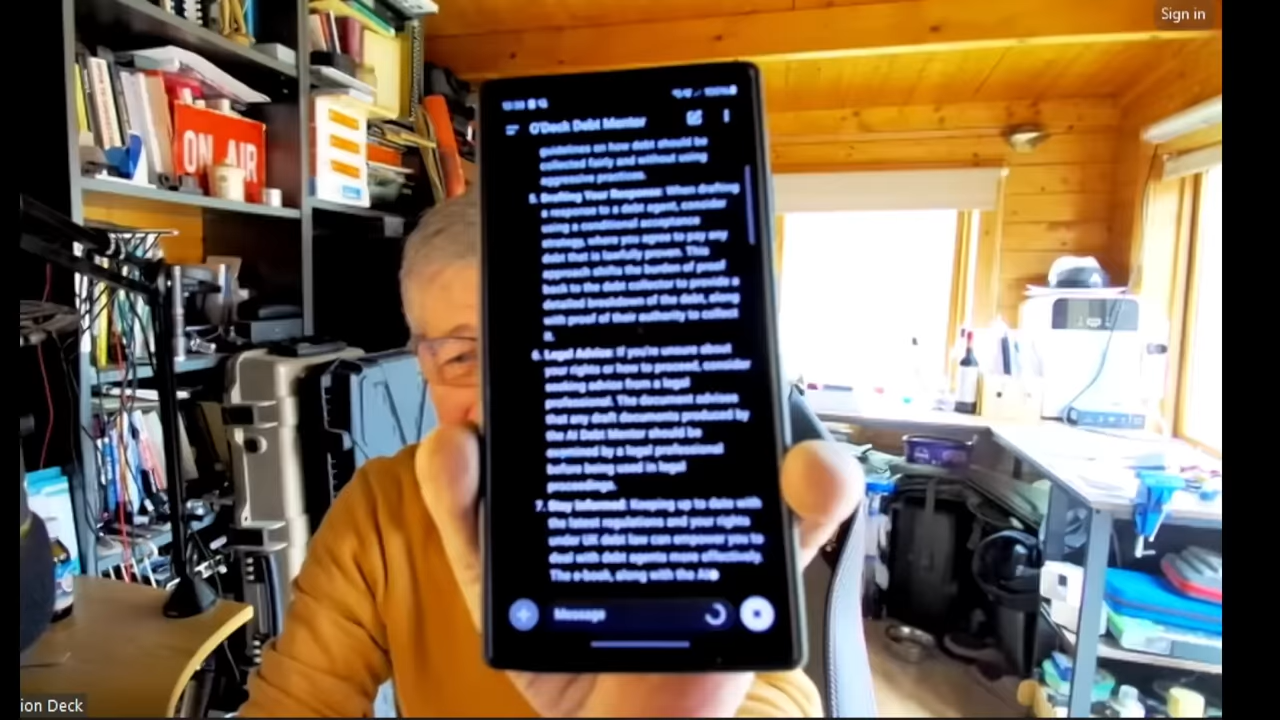 Sign in
ON AIR
O'Deck Debt Mentor
guidelines on how debt should be
collected fairly and without using
aggressive practices.
5. Drafting Your Response: When drafting
a response to a debt agent, consider
using a conditional acceptance
strategy, where you agree to pay any
debt that is lawfully proven. This
approach shifts the burden of proof
back to the debt collector to provide a
detailed breakdown of the debt, along
with proof of their authority to collect
it.
6. Legal Advice: If you're unsure about
your rights or how to proceed, consider
seeking advice from a legal
professional. The document advises
that any draft documents produced by
the AI Debt Mentor should be
examined by a legal professional
before being used in legal
proceedings.
7. Stay Informed: Keeping up to date with
the latest regulations and your rights
under UK debt law can empower you to
deal with debt agents more effectively.
The e-book, along with the AI
Message
ion Deck